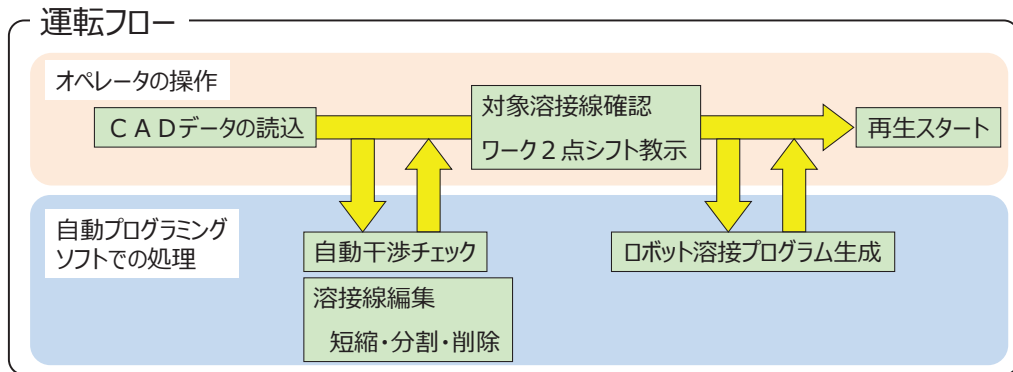 運転フロー
オペレータの操作
ＣＡＤデータの読込
対象溶接線確認
ワーク２点シフト教示
再生スタート
自動プログラミング
ソフトでの処理
自動干渉チェック
溶接線編集
短縮・分割・削除
ロボット溶接プログラム生成